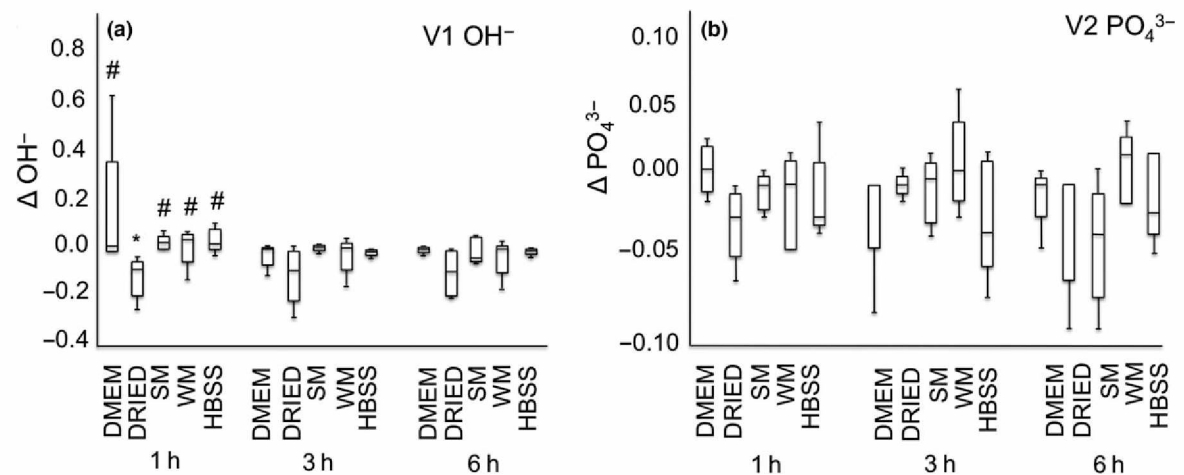 (a)
V1 OH⁻
0.8
0.6
0.4
0.2
0.0
−0.2
−0.4
Δ OH⁻
#
*
# # #
DMEM DRIED SM WM HBSS DMEM DRIED SM WM HBSS DMEM DRIED SM WM HBSS
1 h 3 h 6 h
(b)
V2 PO₄³⁻
0.10
0.05
0.00
−0.05
−0.10
Δ PO₄³⁻
DMEM DRIED SM WM HBSS DMEM DRIED SM WM HBSS DMEM DRIED SM WM HBSS
1 h 3 h 6 h